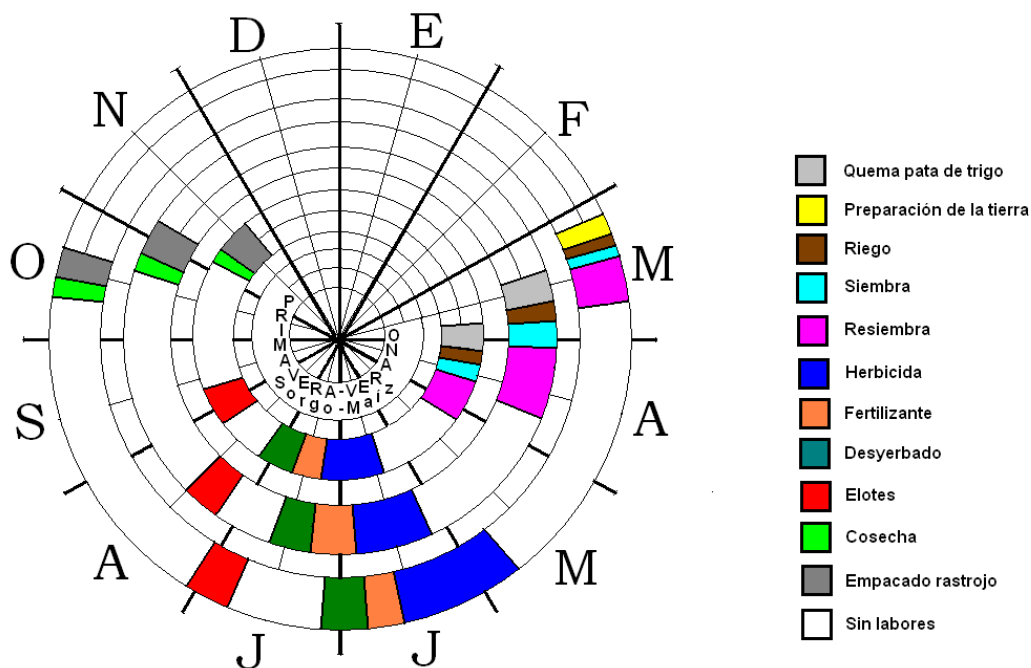 E
F
M
A
M
J
J
A
S
O
N
D
PRIMAVERA-VERANO
Sorgo-Maíz
Quema pata de trigo
Preparación de la tierra
Riego
Siembra
Resiembra
Herbicida
Fertilizante
Desyerbado
Elotes
Cosecha
Empacado rastrojo
Sin labores